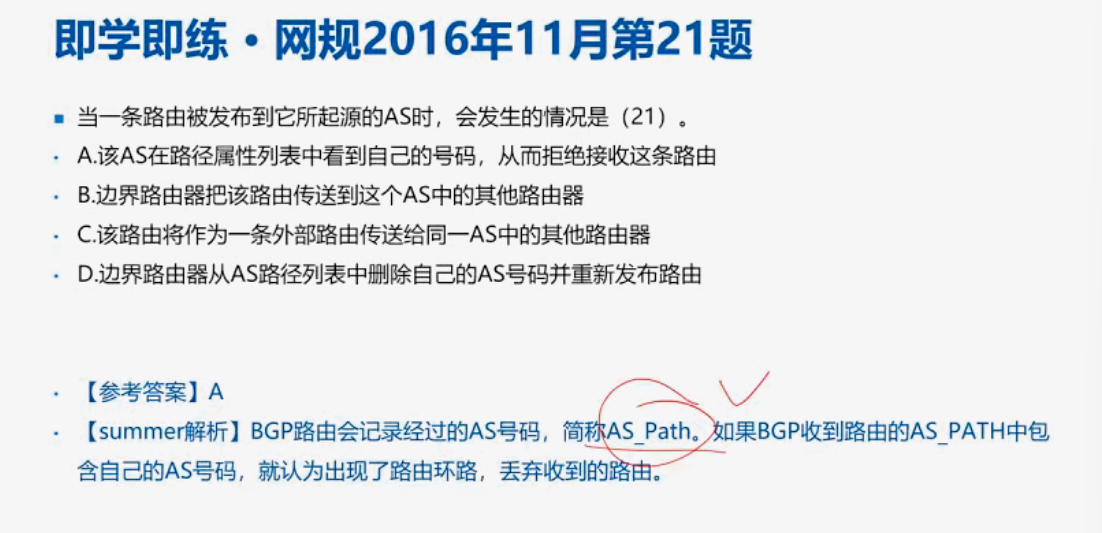 即学即练·网规2016年11月第21题
■ 当一条路由被发布到它所起源的AS时，会发生的情况是（21）。
· A.该AS在路径属性列表中看到自己的号码，从而拒绝接收这条路由
· B.边界路由器把该路由传送到这个AS中的其他路由器
· C.该路由将作为一条外部路由传送给同一AS中的其他路由器
· D.边界路由器从AS路径列表中删除自己的AS号码并重新发布路由
· 【参考答案】A
· 【summer解析】BGP路由会记录经过的AS号码，简称AS_Path。如果BGP收到路由的AS_PATH中包
含自己的AS号码，就认为出现了路由环路，丢弃收到的路由。